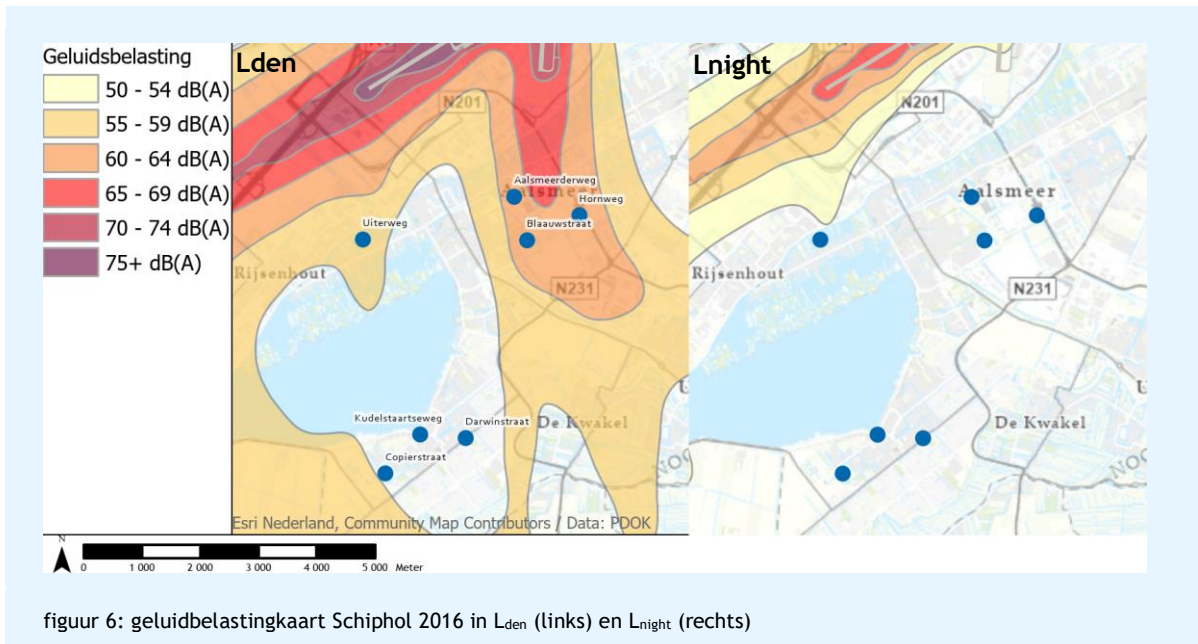 Geluidsbelasting
50 - 54 dB(A)
55 - 59 dB(A)
60 - 64 dB(A)
65 - 69 dB(A)
70 - 74 dB(A)
75+ dB(A)
Lden
N201
Aalsmeerderweg
Aalsmeer
Hornweg
Blaauwstraat
Uiterweg
Rijsenhout
N231
Kudelstaartseweg
Darwinstraat
De Kwakel
Copierstraat
Esri Nederland, Community Map Contributors / Data: PDOK
Lnight
N201
Aalsmeer
Rijsenhout
N231
De Kwakel
N
0 1 000 2 000 3 000 4 000 5 000 Meter
figuur 6: geluidbelastingkaart Schiphol 2016 in Lden (links) en Lnight (rechts)